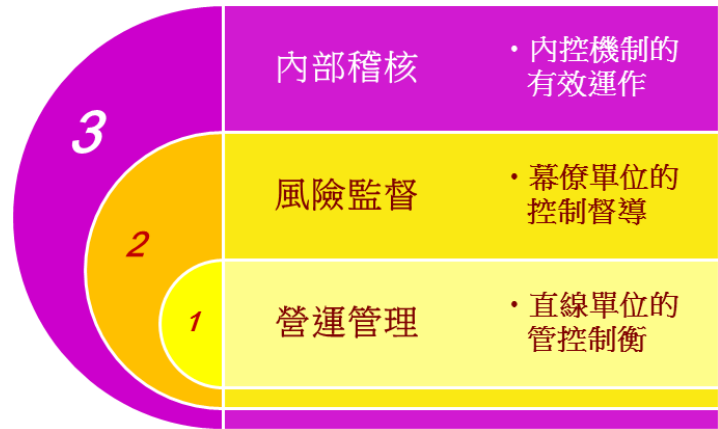 3
內部稽核
・內控機制的
有效運作
2
風險監督
・幕僚單位的
控制督導
1
營運管理
・直線單位的
管控制衡